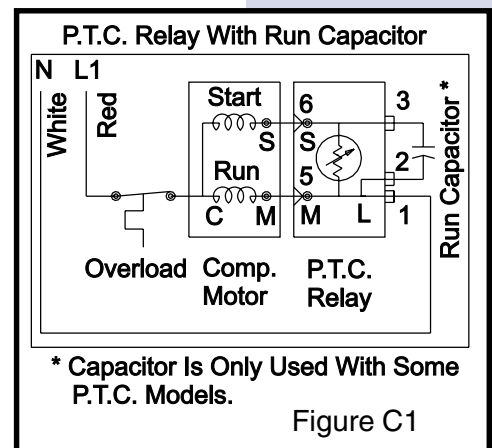 P.T.C. Relay With Run Capacitor
N L1
White
Red
Start
S
Run
C M
6
S
5
M L
3
2
1
Run Capacitor *
Overload
Comp.
Motor
P.T.C.
Relay
* Capacitor Is Only Used With Some
P.T.C. Models.
Figure C1